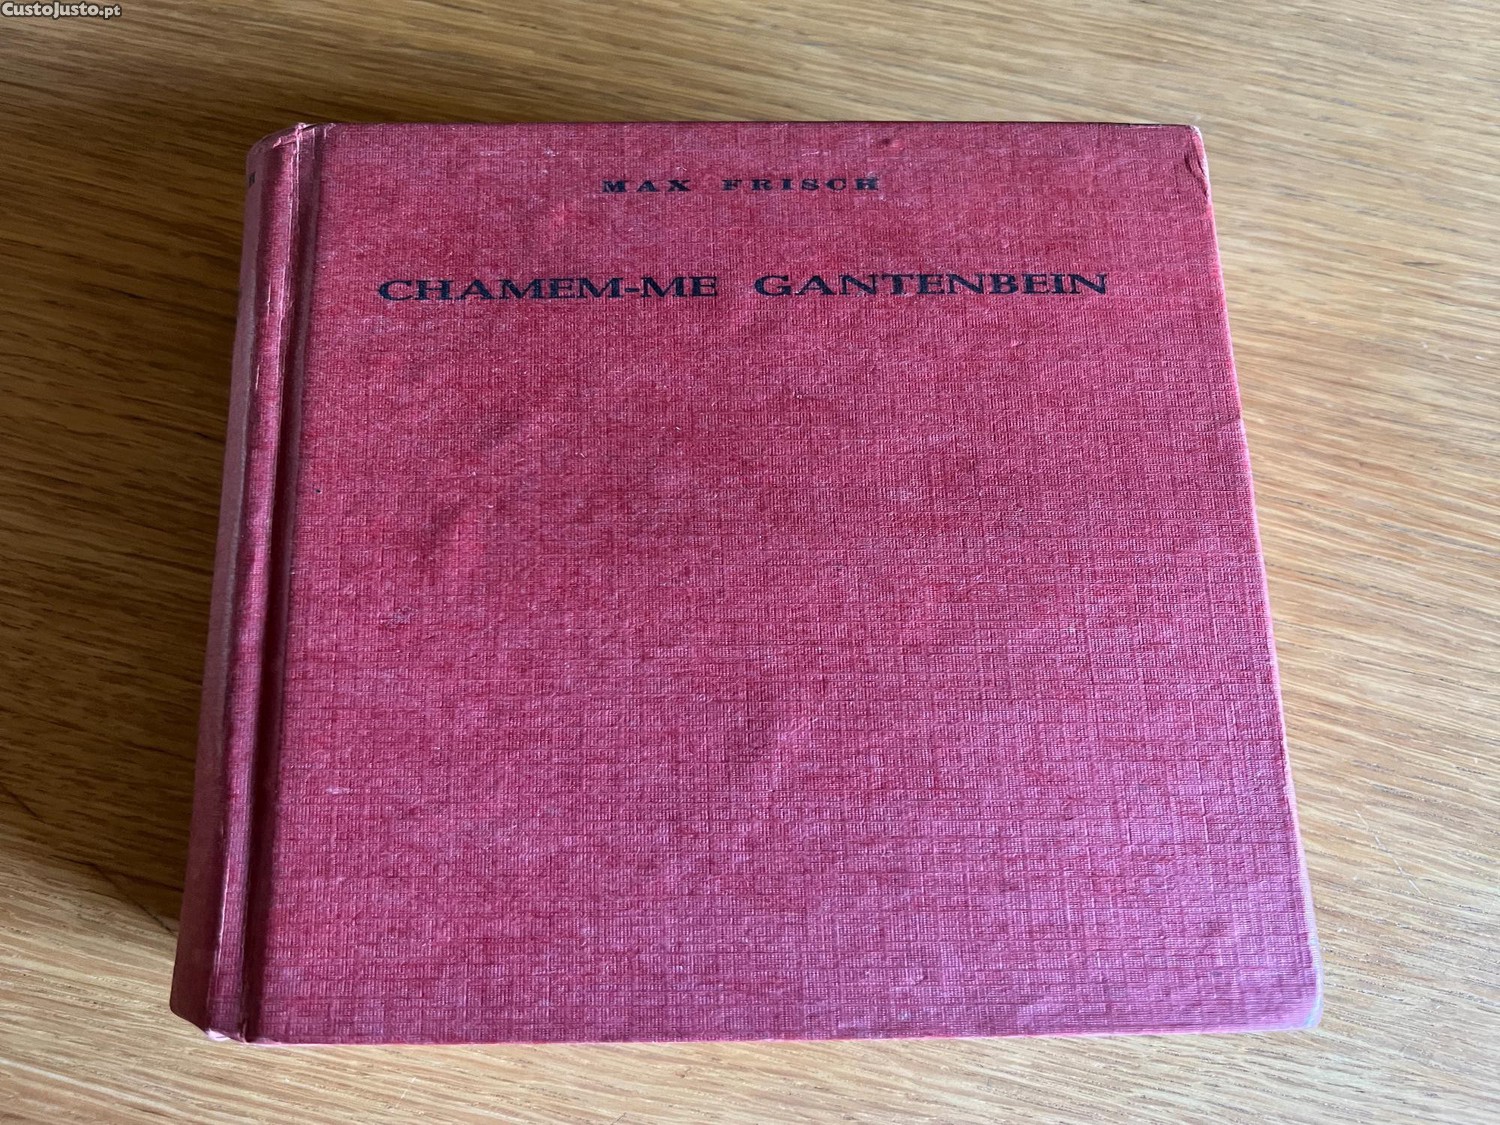 CustoJusto.pt
MAX FRISCH
CHAMEM-ME GANTENBEIN